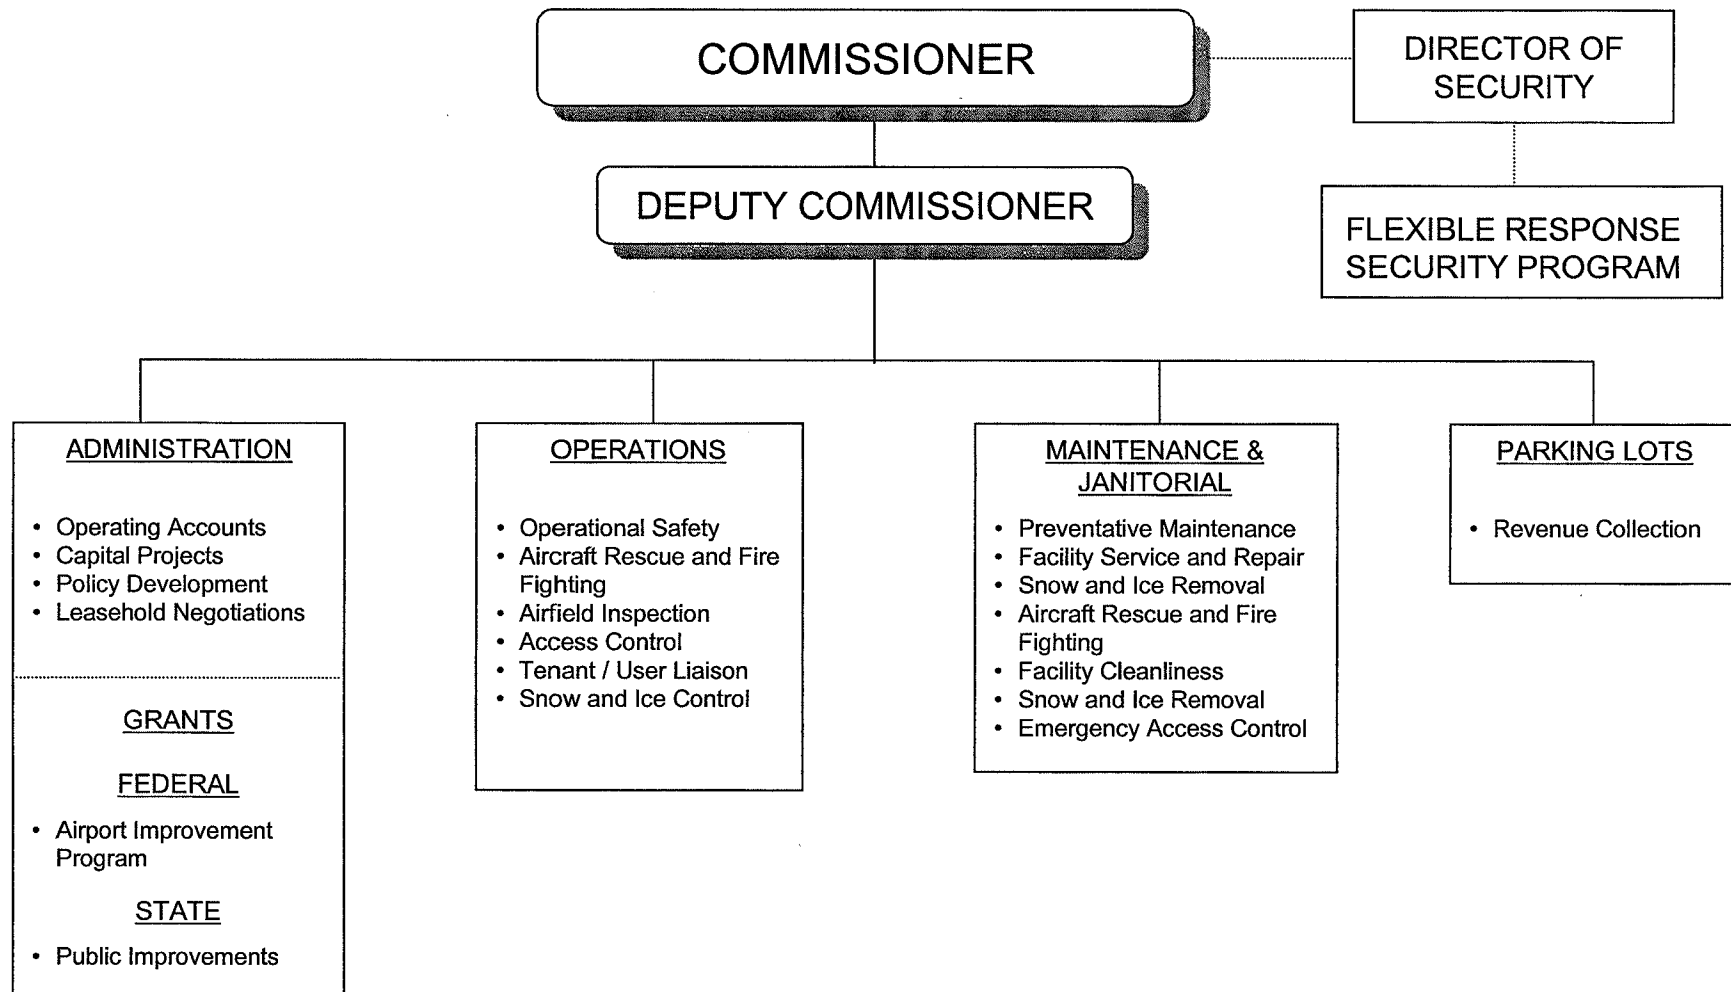 COMMISSIONER
DIRECTOR OF
SECURITY
DEPUTY COMMISSIONER
FLEXIBLE RESPONSE
SECURITY PROGRAM
ADMINISTRATION
• Operating Accounts
• Capital Projects
• Policy Development
• Leasehold Negotiations
GRANTS
FEDERAL
• Airport Improvement
Program
STATE
• Public Improvements
OPERATIONS
• Operational Safety
• Aircraft Rescue and Fire
Fighting
• Airfield Inspection
• Access Control
• Tenant / User Liaison
• Snow and Ice Control
MAINTENANCE &
JANITORIAL
• Preventative Maintenance
• Facility Service and Repair
• Snow and Ice Removal
• Aircraft Rescue and Fire
Fighting
• Facility Cleanliness
• Snow and Ice Removal
• Emergency Access Control
PARKING LOTS
• Revenue Collection